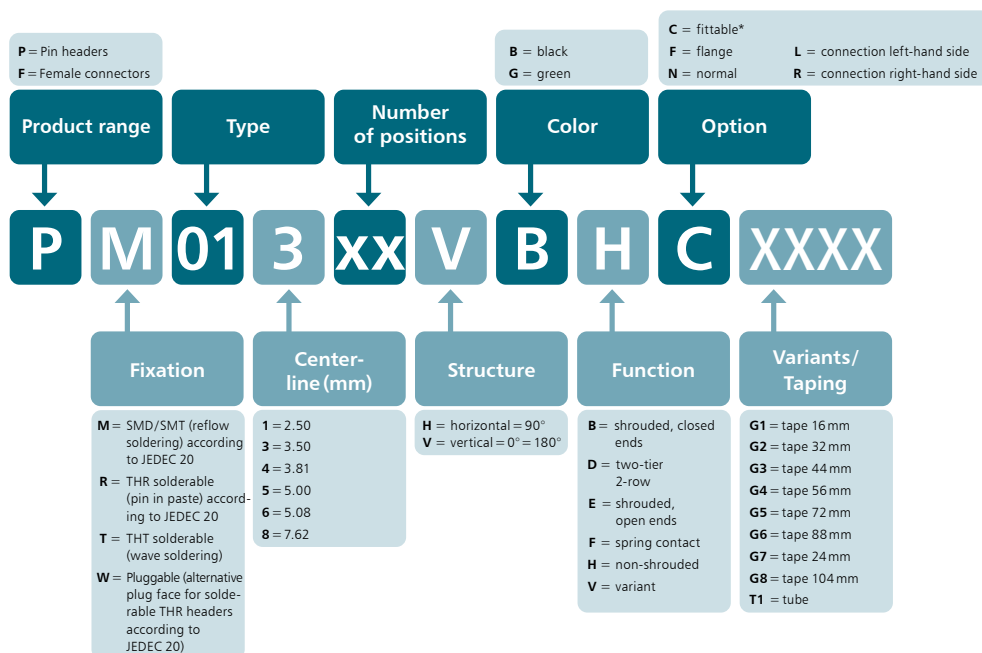 P = Pin headers
F = Female connectors
B = black
G = green
C = fittable*
F = flange
N = normal
L = connection left-hand side
R = connection right-hand side
Product range
Type
Number
of positions
Color
Option
P M 01 3 xx V B H C XXXX
Fixation
Center-
line (mm)
Structure
Function
Variants/
Taping
M = SMD/SMT (reflow
soldering) according
to JEDEC 20
R = THR solderable
(pin in paste) accord-
ing to JEDEC 20
T = THT solderable
(wave soldering)
W = Pluggable (alternative
plug face for solde-
rable THR headers
according to
JEDEC 20)
1 = 2.50
3 = 3.50
4 = 3.81
5 = 5.00
6 = 5.08
8 = 7.62
H = horizontal = 90°
V = vertical = 0° = 180°
B = shrouded, closed
ends
D = two-tier
2-row
E = shrouded,
open ends
F = spring contact
H = non-shrouded
V = variant
G1 = tape 16 mm
G2 = tape 32 mm
G3 = tape 44 mm
G4 = tape 56 mm
G5 = tape 72 mm
G6 = tape 88 mm
G7 = tape 24 mm
G8 = tape 104 mm
T1 = tube